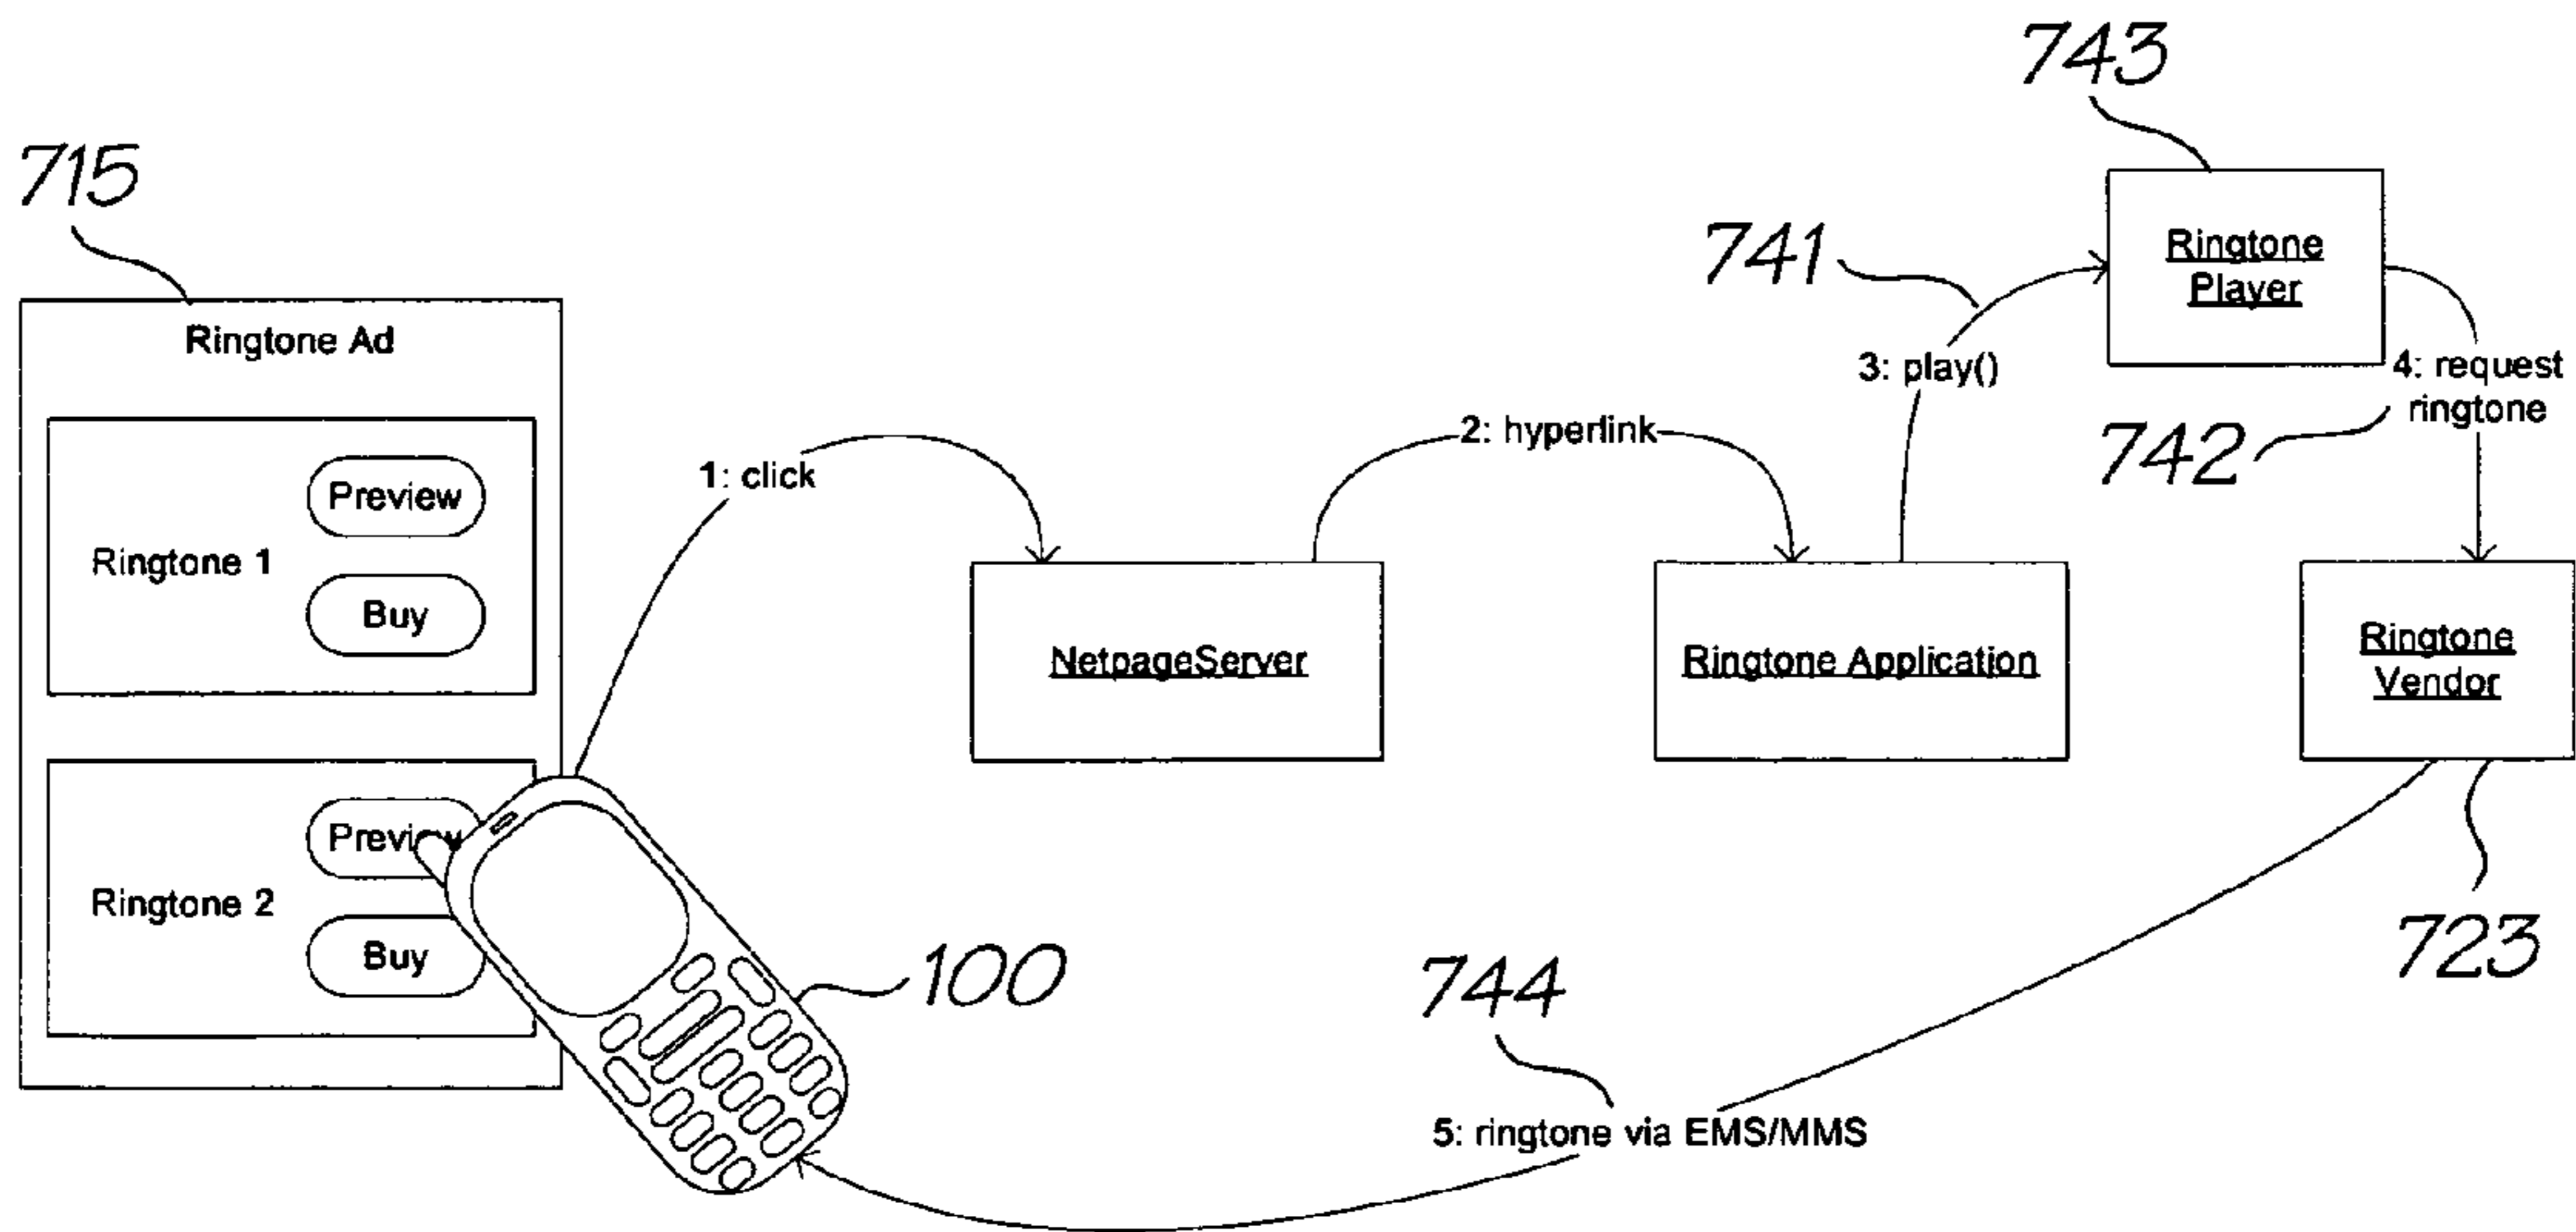 743
715
741
Ringtone
Player
Ringtone Ad
3: play()
4: request
ringtone
742
2: hyperlink
1: click
Preview
Ringtone 1
Buy
NetpageServer
Ringtone Application
Ringtone
Vendor
Preview
Ringtone 2
Buy
100
744
723
5: ringtone via EMS/MMS